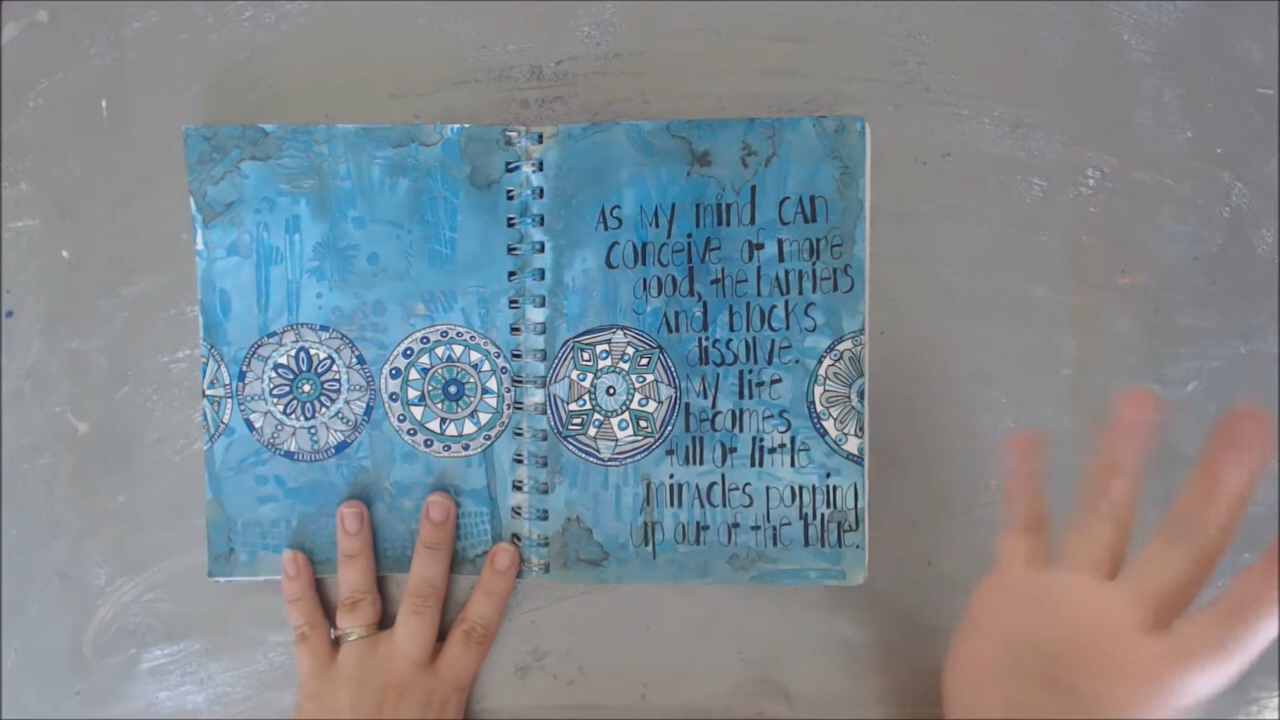 As my mind can
conceive of more
good, the barriers
and blocks
dissolve.
My life
becomes
full of little
miracles popping
up out of the blue.